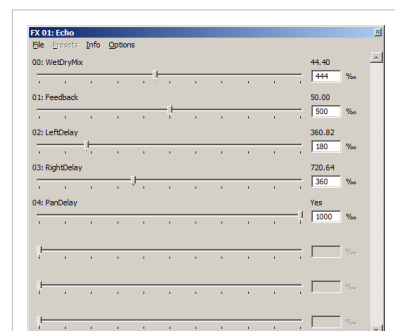 FX 01: Echo
File Presets Info Options
00: WetDryMix 44.40
444 ‰
01: Feedback 50.00
500 ‰
02: LeftDelay 360.82
180 ‰
03: RightDelay 720.64
360 ‰
04: PanDelay Yes
1000 ‰
‰
‰
‰